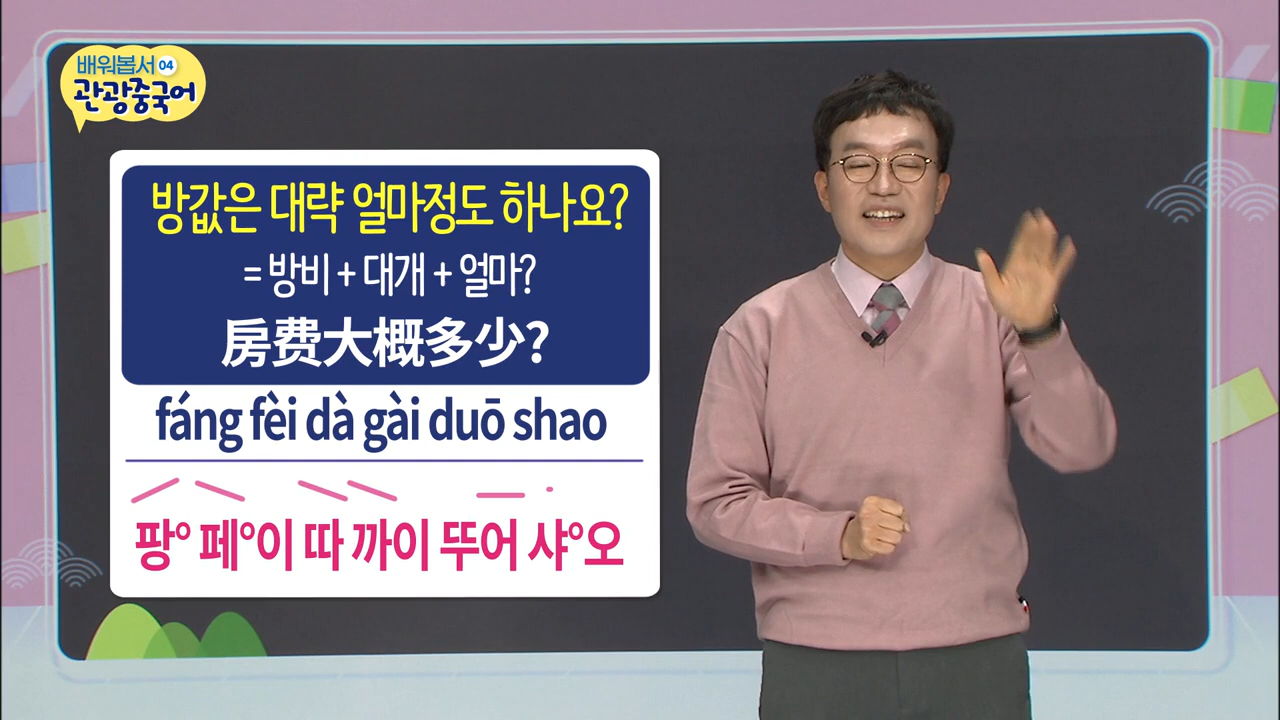 배워봅서 04
관광중국어
방값은 대략 얼마정도 하나요?
= 방비 + 대개 + 얼마?
房费大概多少?
fáng fèi dà gài duō shao
팡° 페°이 따 까이 뚜어 샤°오